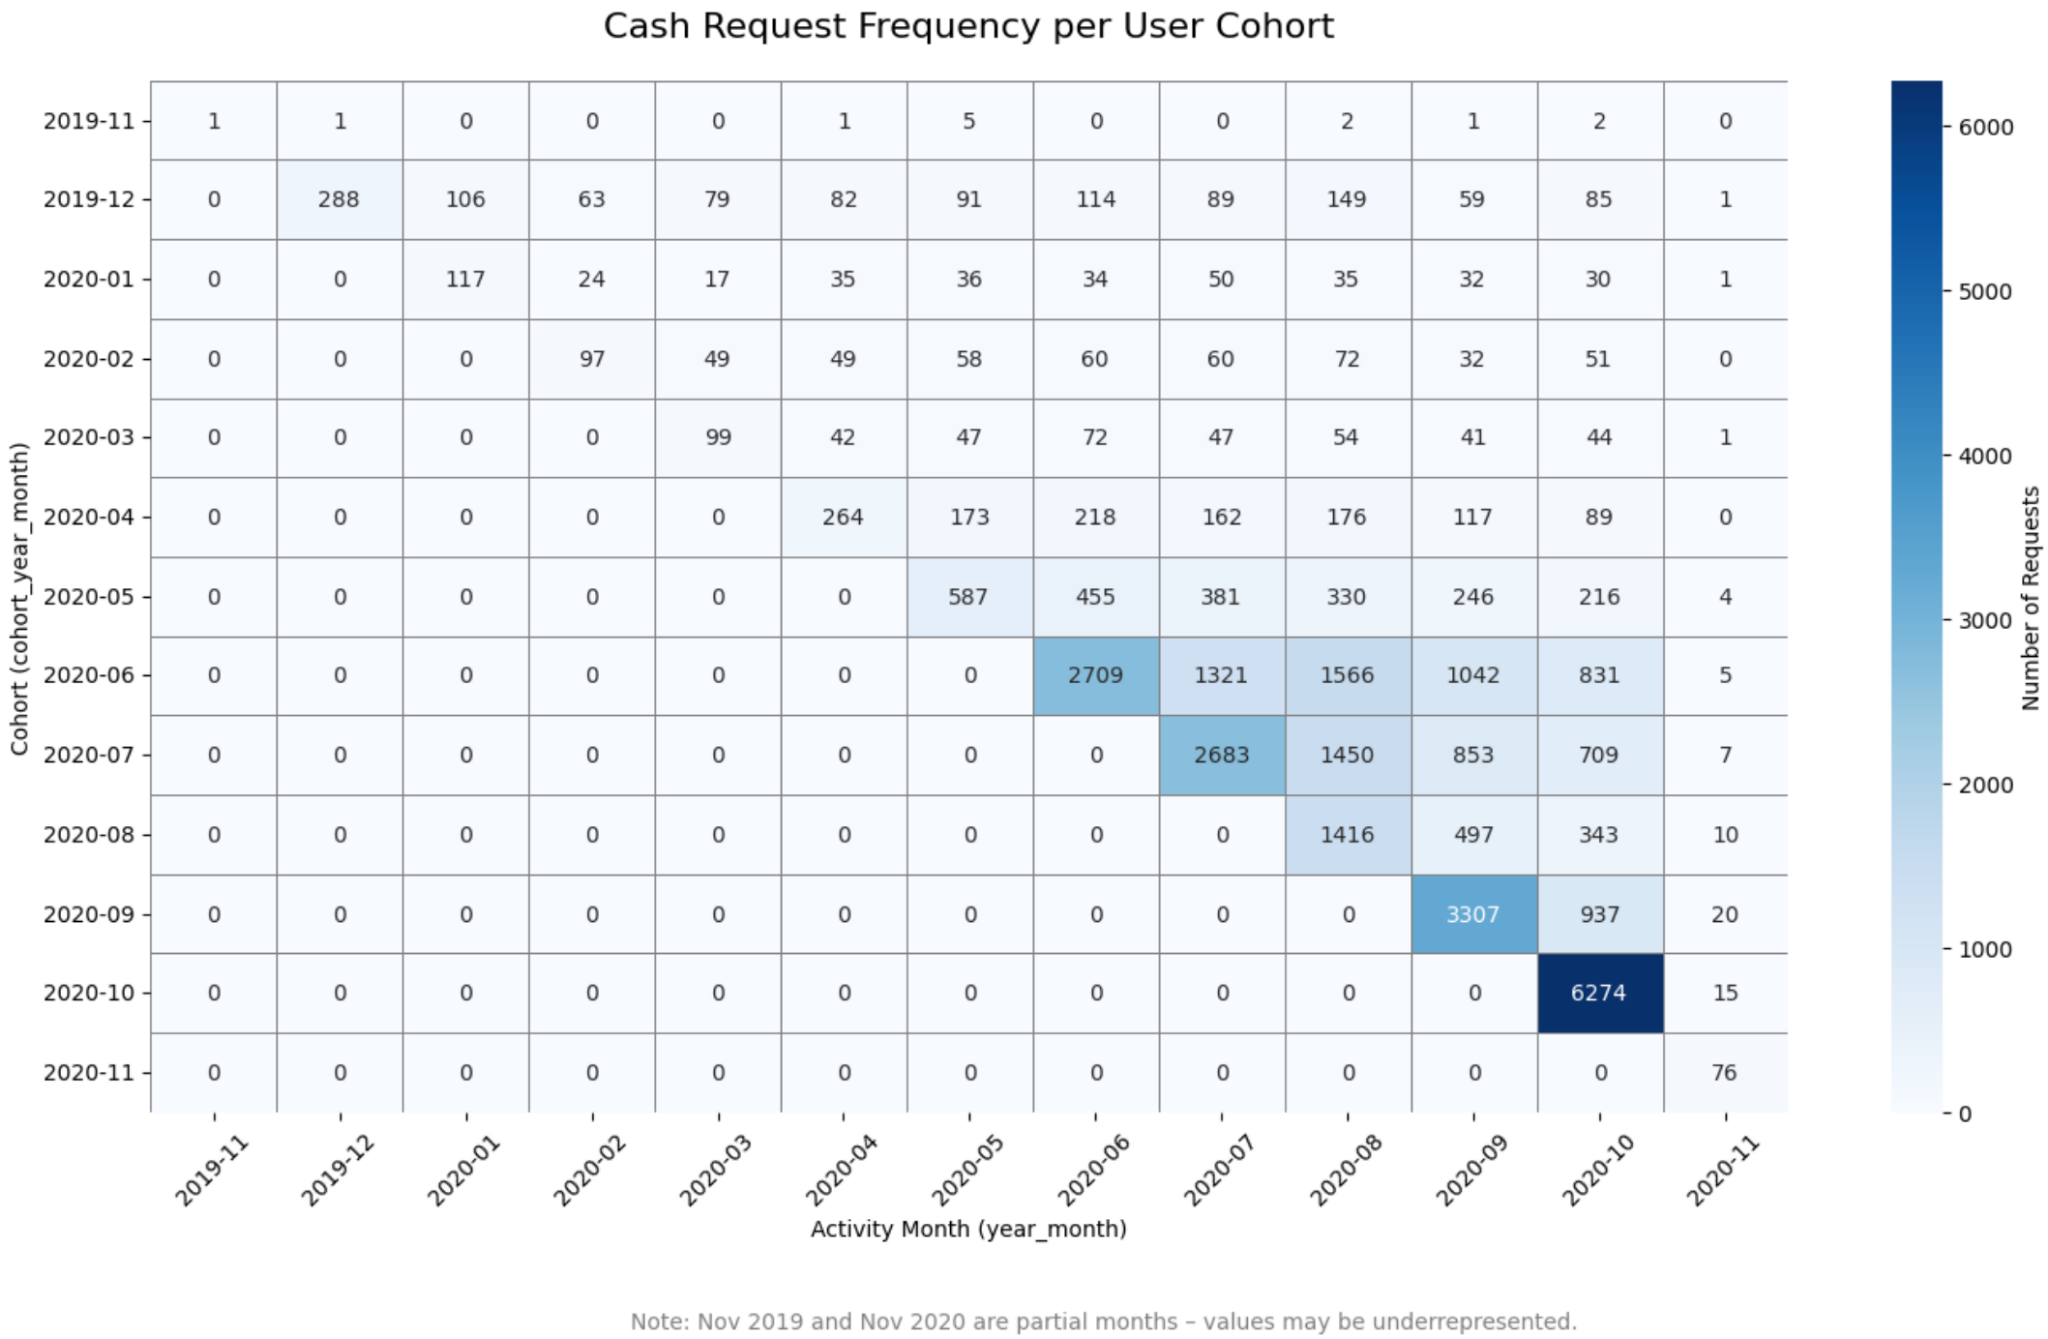 Cash Request Frequency per User Cohort
2019-11 1 1 0 0 0 1 5 0 0 2 1 2 0
2019-12 0 288 106 63 79 82 91 114 89 149 59 85 1
2020-01 0 0 117 24 17 35 36 34 50 35 32 30 1
2020-02 0 0 0 97 49 49 58 60 60 72 32 51 0
2020-03 0 0 0 0 99 42 47 72 47 54 41 44 1
2020-04 0 0 0 0 0 264 173 218 162 176 117 89 0
2020-05 0 0 0 0 0 0 587 455 381 330 246 216 4
2020-06 0 0 0 0 0 0 0 2709 1321 1566 1042 831 5
2020-07 0 0 0 0 0 0 0 0 2683 1450 853 709 7
2020-08 0 0 0 0 0 0 0 0 0 1416 497 343 10
2020-09 0 0 0 0 0 0 0 0 0 0 3307 937 20
2020-10 0 0 0 0 0 0 0 0 0 0 0 6274 15
2020-11 0 0 0 0 0 0 0 0 0 0 0 0 76
Cohort (cohort_year_month)
2019-11 2019-12 2020-01 2020-02 2020-03 2020-04 2020-05 2020-06 2020-07 2020-08 2020-09 2020-10 2020-11
Activity Month (year_month)
6000
5000
4000
3000
2000
1000
0
Number of Requests
Note: Nov 2019 and Nov 2020 are partial months – values may be underrepresented.